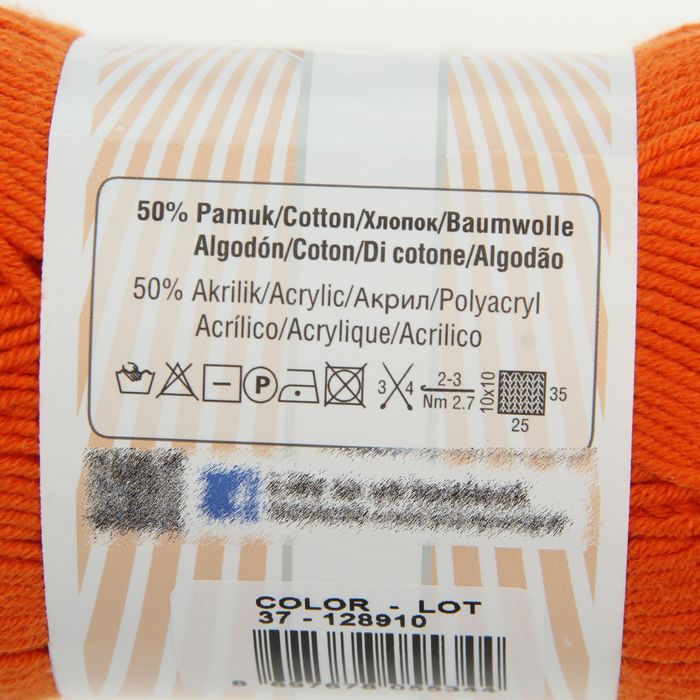 50% Pamuk/Cotton/Хлопок/Baumwolle
Algodón/Coton/Di cotone/Algodão
50% Akrilik/Acrylic/Акрил/Polyacryl
Acrílico/Acrylique/Acrilico
P 3 4 2-3 Nm 2.7 10x10 35 25
COLOR - LOT
37 - 128910